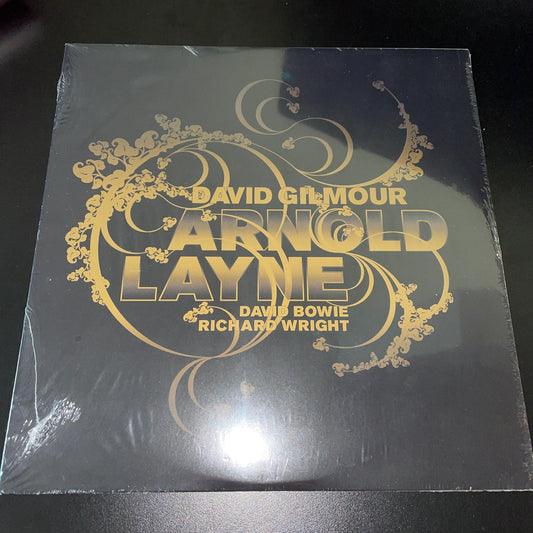 DAVID GILMOUR
ARNOLD
LAYNE
DAVID BOWIE
RICHARD WRIGHT